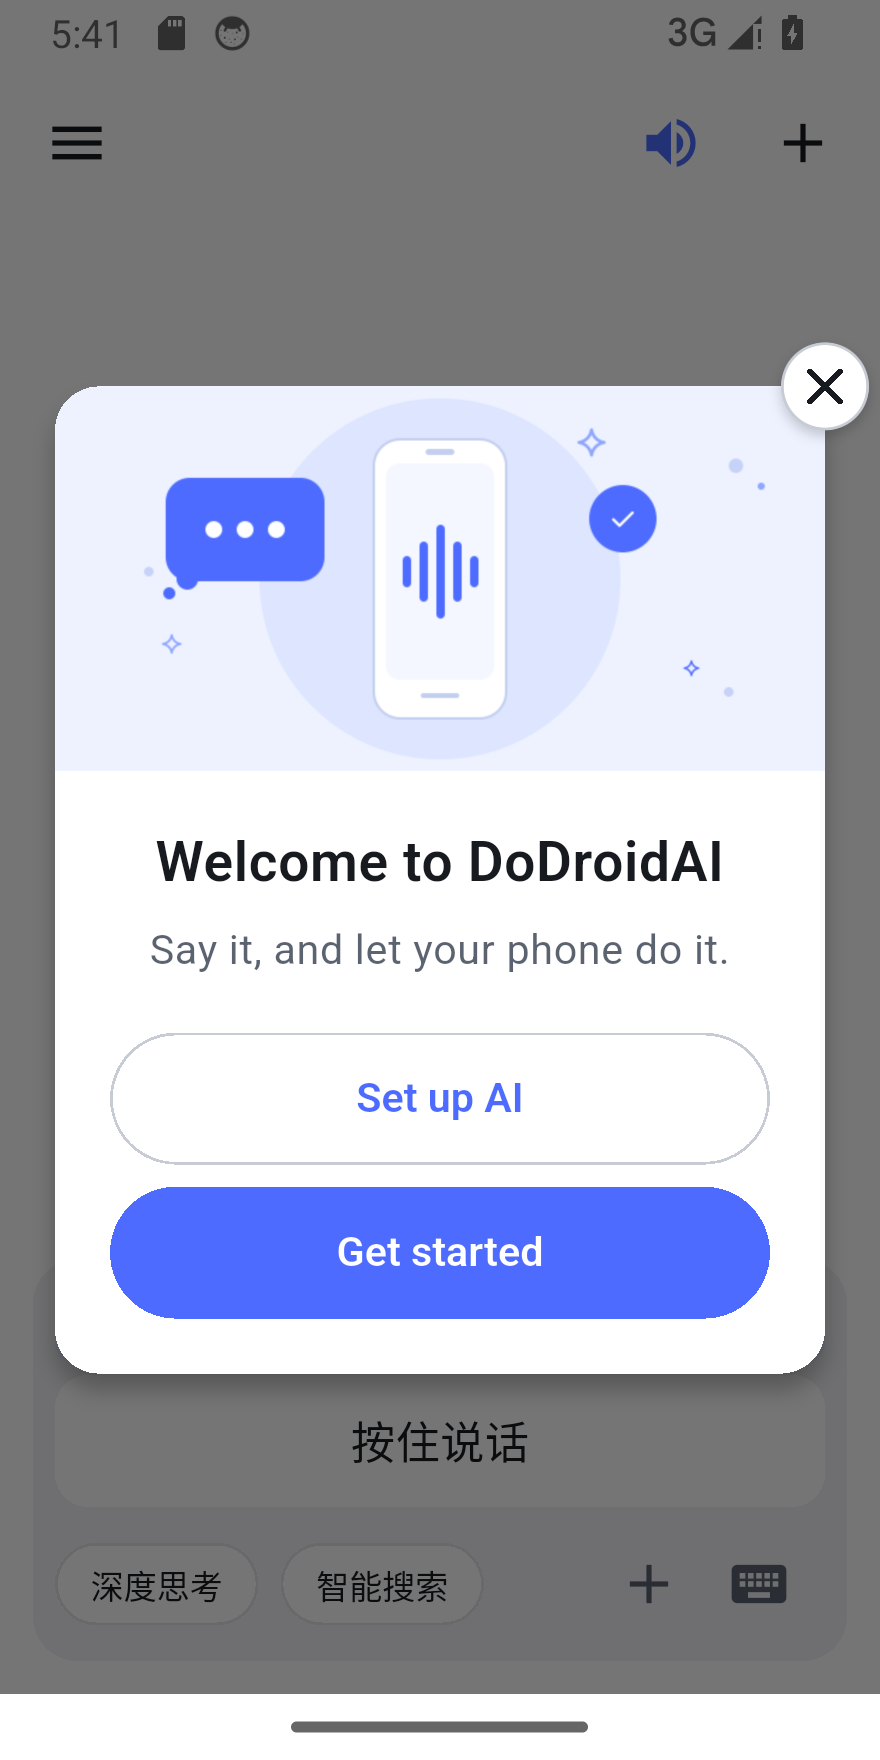 5:41
3G
Welcome to DoDroidAI
Say it, and let your phone do it.
Set up AI
Get started
按住说话
深度思考
智能搜索